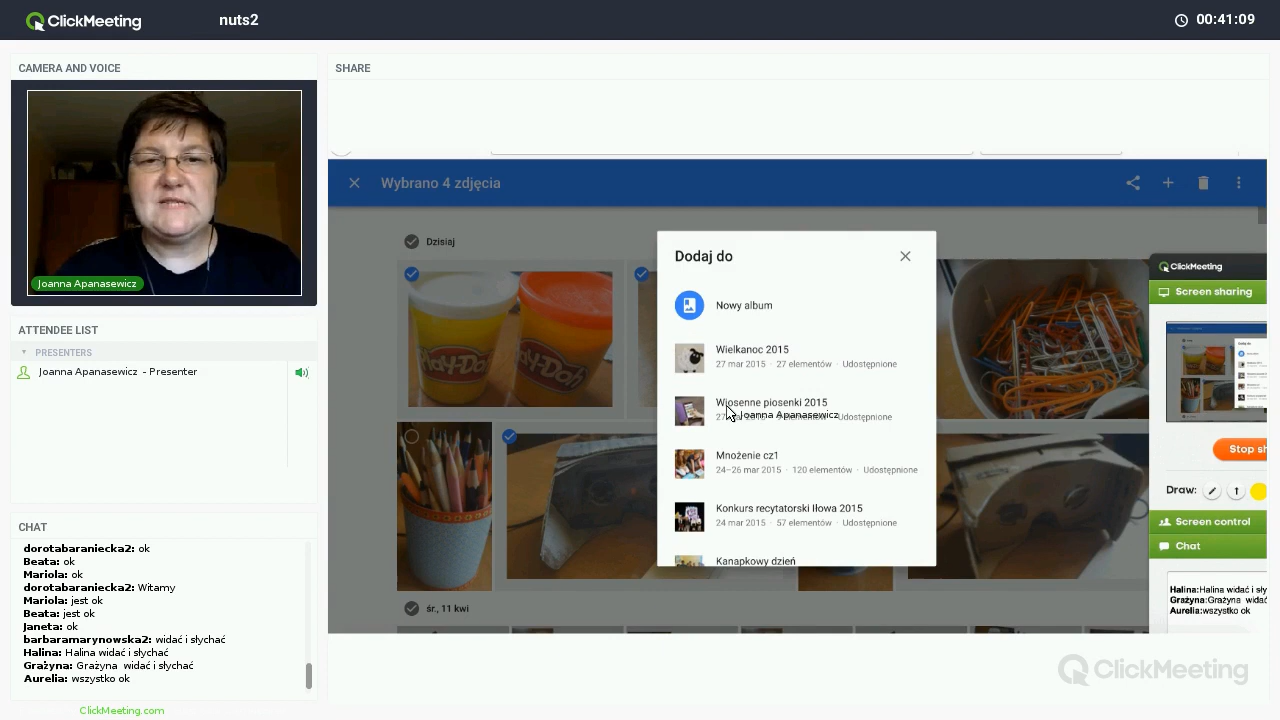 ClickMeeting
nuts2
00:41:09
CAMERA AND VOICE
Joanna Apanasewicz
ATTENDEE LIST
PRESENTERS
Joanna Apanasewicz - Presenter
CHAT
dorotabaraniecka2: ok
Beata: ok
Mariola: ok
dorotabaraniecka2: Witamy
Mariola: jest ok
Beata: jest ok
Janeta: ok
barbaramarynowska2: widać i słychać
Halina: Halina widać i słychać
Grażyna: Grażyna widać i słychać
Aurelia: wszystko ok
ClickMeeting.com
SHARE
Wybrano 4 zdjęcia
Dzisiaj
Play-Doh
Play-Doh
śr., 11 kwi
Dodaj do
Nowy album
Wielkanoc 2015
27 mar 2015 · 27 elementów · Udostępnione
Wiosenne piosenki 2015
Joanna Apanasewicz
Udostępnione
Mnożenie cz1
24–26 mar 2015 · 120 elementów · Udostępnione
Konkurs recytatorski Iłowa 2015
24 mar 2015 · 57 elementów · Udostępnione
Kanapkowy dzień
ClickMeeting
Screen sharing
Stop sh
Draw:
Screen control
Chat
Halina:Halina widać i sły
Grażyna:Grażyna widać
Aurelia:wszystko ok
ClickMeeting